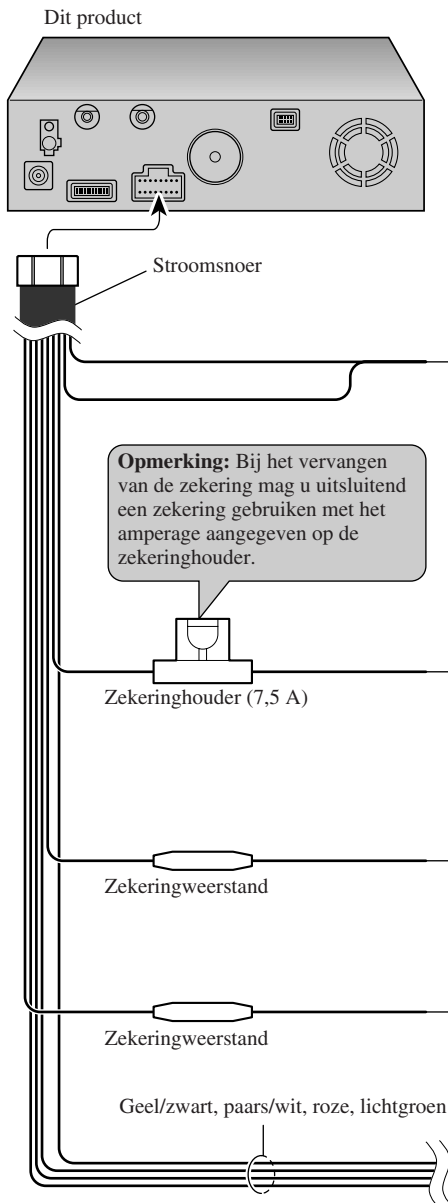 Dit product
Stroomsnoer
Opmerking: Bij het vervangen
van de zekering mag u uitsluitend
een zekering gebruiken met het
amperage aangegeven op de
zekeringhouder.
Zekeringhouder (7,5 A)
Zekeringweerstand
Zekeringweerstand
Geel/zwart, paars/wit, roze, lichtgroen